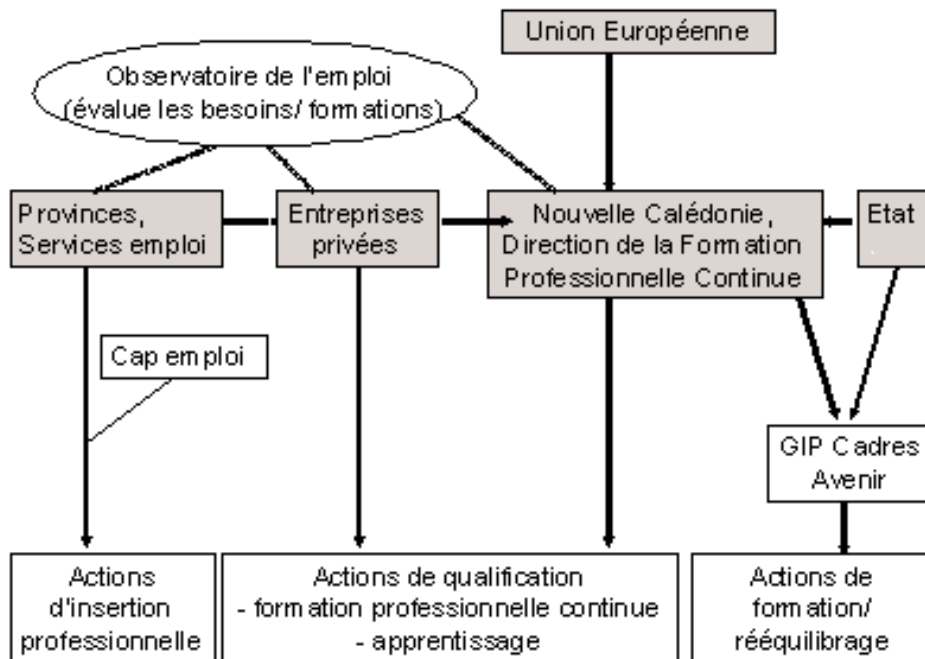 Union Européenne
Observatoire de l'emploi
(évalue les besoins/ formations)
Provinces,
Services emploi
Entreprises
privées
Nouvelle Calédonie,
Direction de la Formation
Professionnelle Continue
Etat
Cap emploi
GIP Cadres
Avenir
Actions
d'insertion
professionnelle
Actions de qualification
- formation professionnelle continue
- apprentissage
Actions de
formation/
rééquilibrage